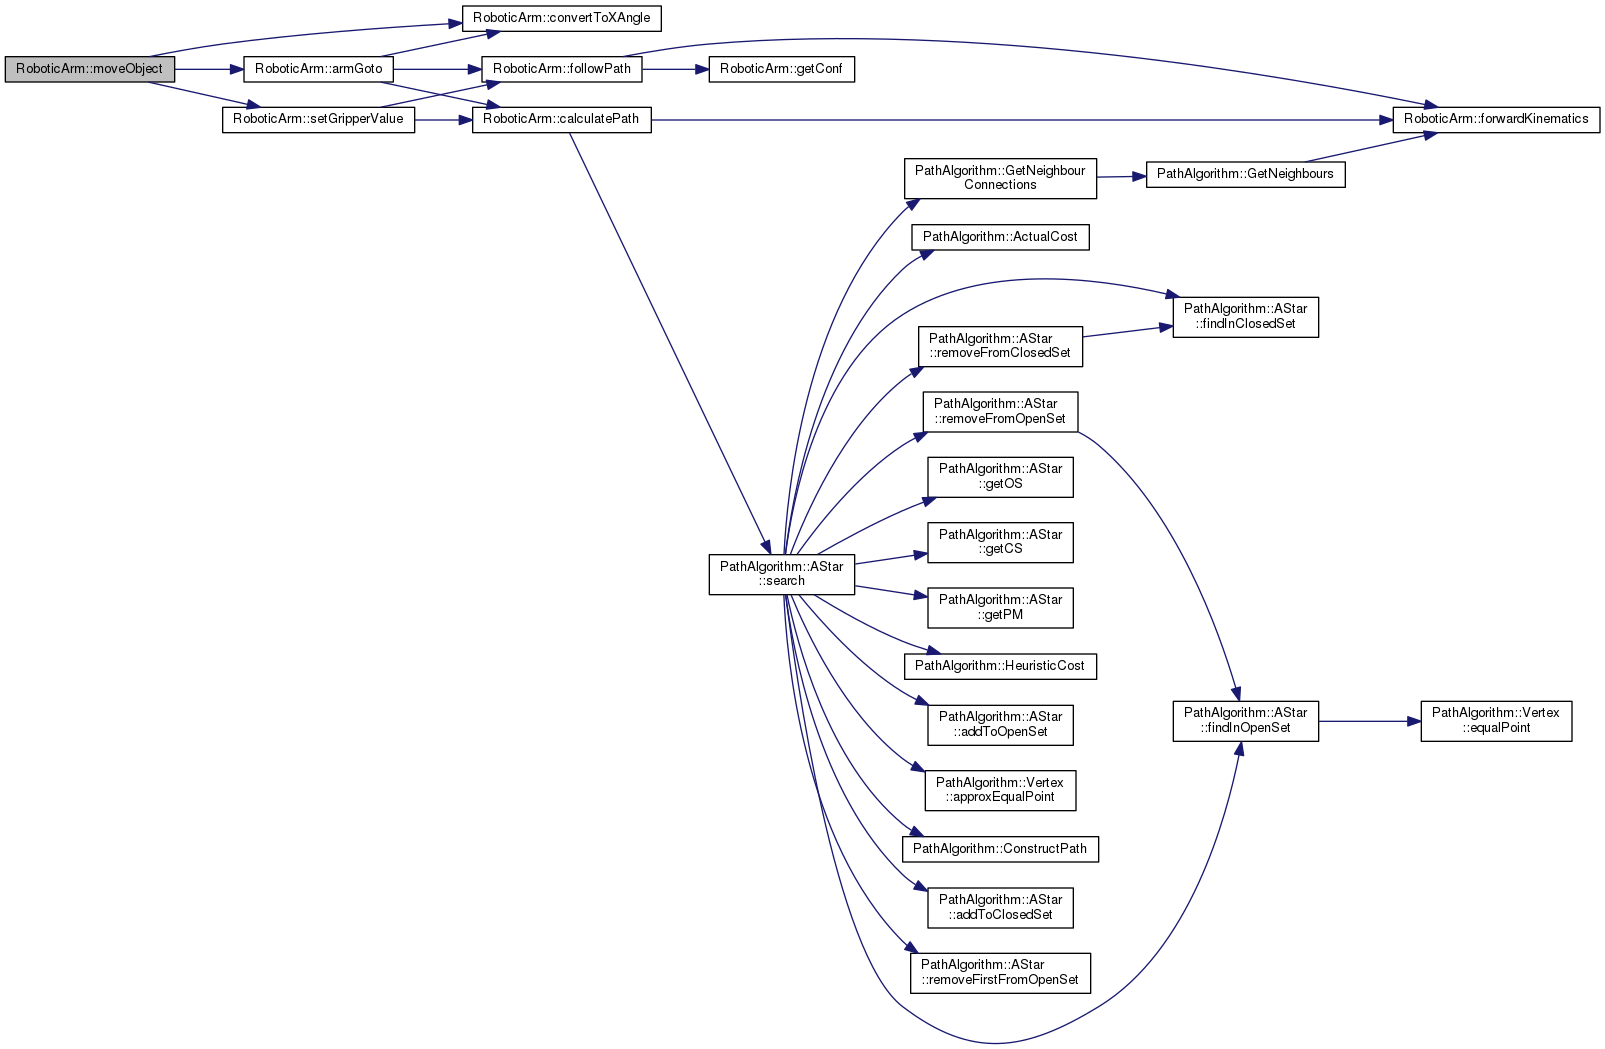 RoboticArm::moveObject
RoboticArm::convertToXAngle
RoboticArm::armGoto
RoboticArm::followPath
RoboticArm::getConf
RoboticArm::setGripperValue
RoboticArm::calculatePath
RoboticArm::forwardKinematics
PathAlgorithm::GetNeighbour
Connections
PathAlgorithm::GetNeighbours
PathAlgorithm::ActualCost
PathAlgorithm::AStar
::findInClosedSet
PathAlgorithm::AStar
::removeFromClosedSet
PathAlgorithm::AStar
::removeFromOpenSet
PathAlgorithm::AStar
::getOS
PathAlgorithm::AStar
::getCS
PathAlgorithm::AStar
::search
PathAlgorithm::AStar
::getPM
PathAlgorithm::HeuristicCost
PathAlgorithm::AStar
::addToOpenSet
PathAlgorithm::AStar
::findInOpenSet
PathAlgorithm::Vertex
::equalPoint
PathAlgorithm::Vertex
::approxEqualPoint
PathAlgorithm::ConstructPath
PathAlgorithm::AStar
::addToClosedSet
PathAlgorithm::AStar
::removeFirstFromOpenSet